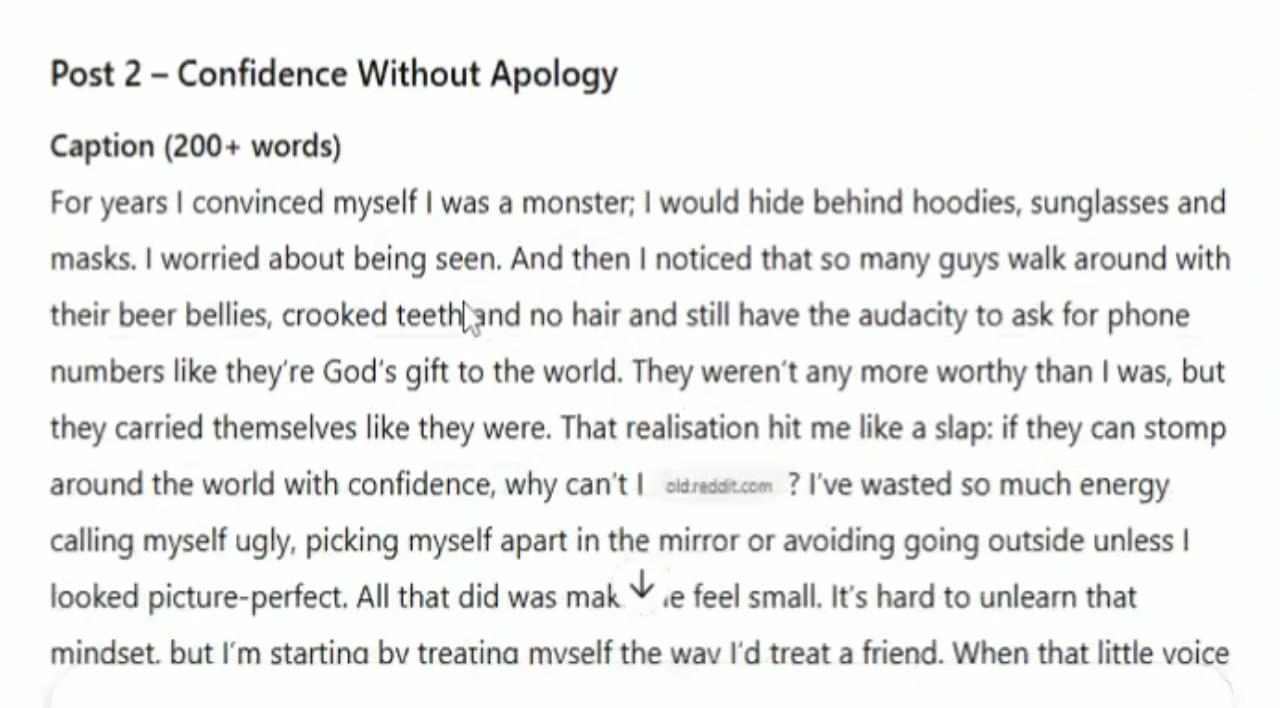 Post 2 – Confidence Without Apology
Caption (200+ words)
For years I convinced myself I was a monster; I would hide behind hoodies, sunglasses and
masks. I worried about being seen. And then I noticed that so many guys walk around with
their beer bellies, crooked teeth and no hair and still have the audacity to ask for phone
numbers like they're God's gift to the world. They weren't any more worthy than I was, but
they carried themselves like they were. That realisation hit me like a slap: if they can stomp
around the world with confidence, why can't I old.reddit.com ? I've wasted so much energy
calling myself ugly, picking myself apart in the mirror or avoiding going outside unless I
looked picture-perfect. All that did was mak e feel small. It's hard to unlearn that
mindset, but I'm starting by treating myself the way I'd treat a friend. When that little voice